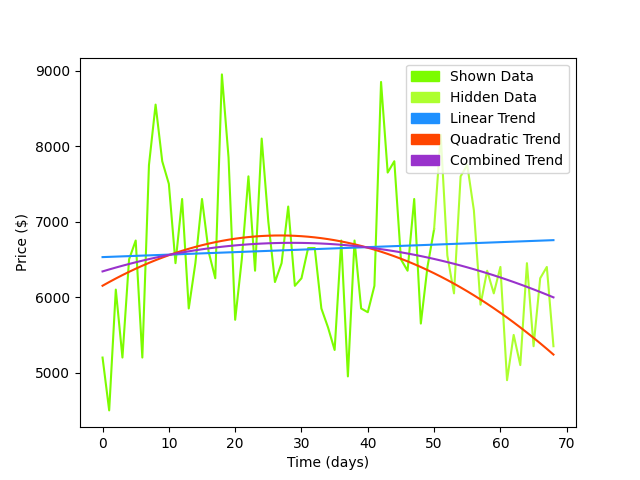 9000
8000
7000
6000
5000
Price ($)
0 10 20 30 40 50 60 70
Time (days)
Shown Data
Hidden Data
Linear Trend
Quadratic Trend
Combined Trend